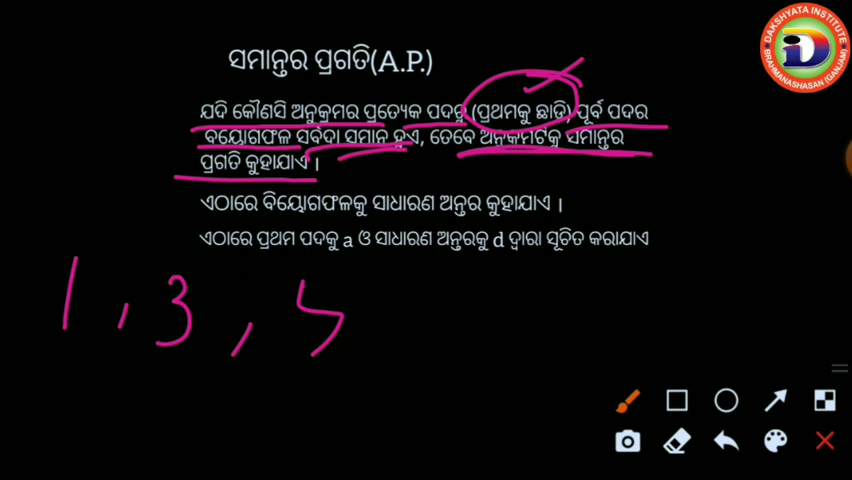 DAKSHYATA INSTITUTE
BRAHMANASHASAN (GANJAM)
ସମାନ୍ତର ପ୍ରଗତି(A.P.)
ଯଦି କୌଣସି ଅନୁକ୍ରମର ପ୍ରତ୍ୟେକ ପଦକୁ (ପ୍ରଥମକୁ ଛାଡ଼ି) ପୂର୍ବ ପଦର
ବିୟୋଗଫଳ ସର୍ବଦା ସମାନ ହୁଏ, ତେବେ ଅନୁକ୍ରମଟିକୁ ସମାନ୍ତର
ପ୍ରଗତି କୁହାଯାଏ ।
ଏଠାରେ ବିୟୋଗଫଳକୁ ସାଧାରଣ ଅନ୍ତର କୁହାଯାଏ ।
ଏଠାରେ ପ୍ରଥମ ପଦକୁ a ଓ ସାଧାରଣ ଅନ୍ତରକୁ d ଦ୍ୱାରା ସୂଚିତ କରାଯାଏ
1 , 3 , 5